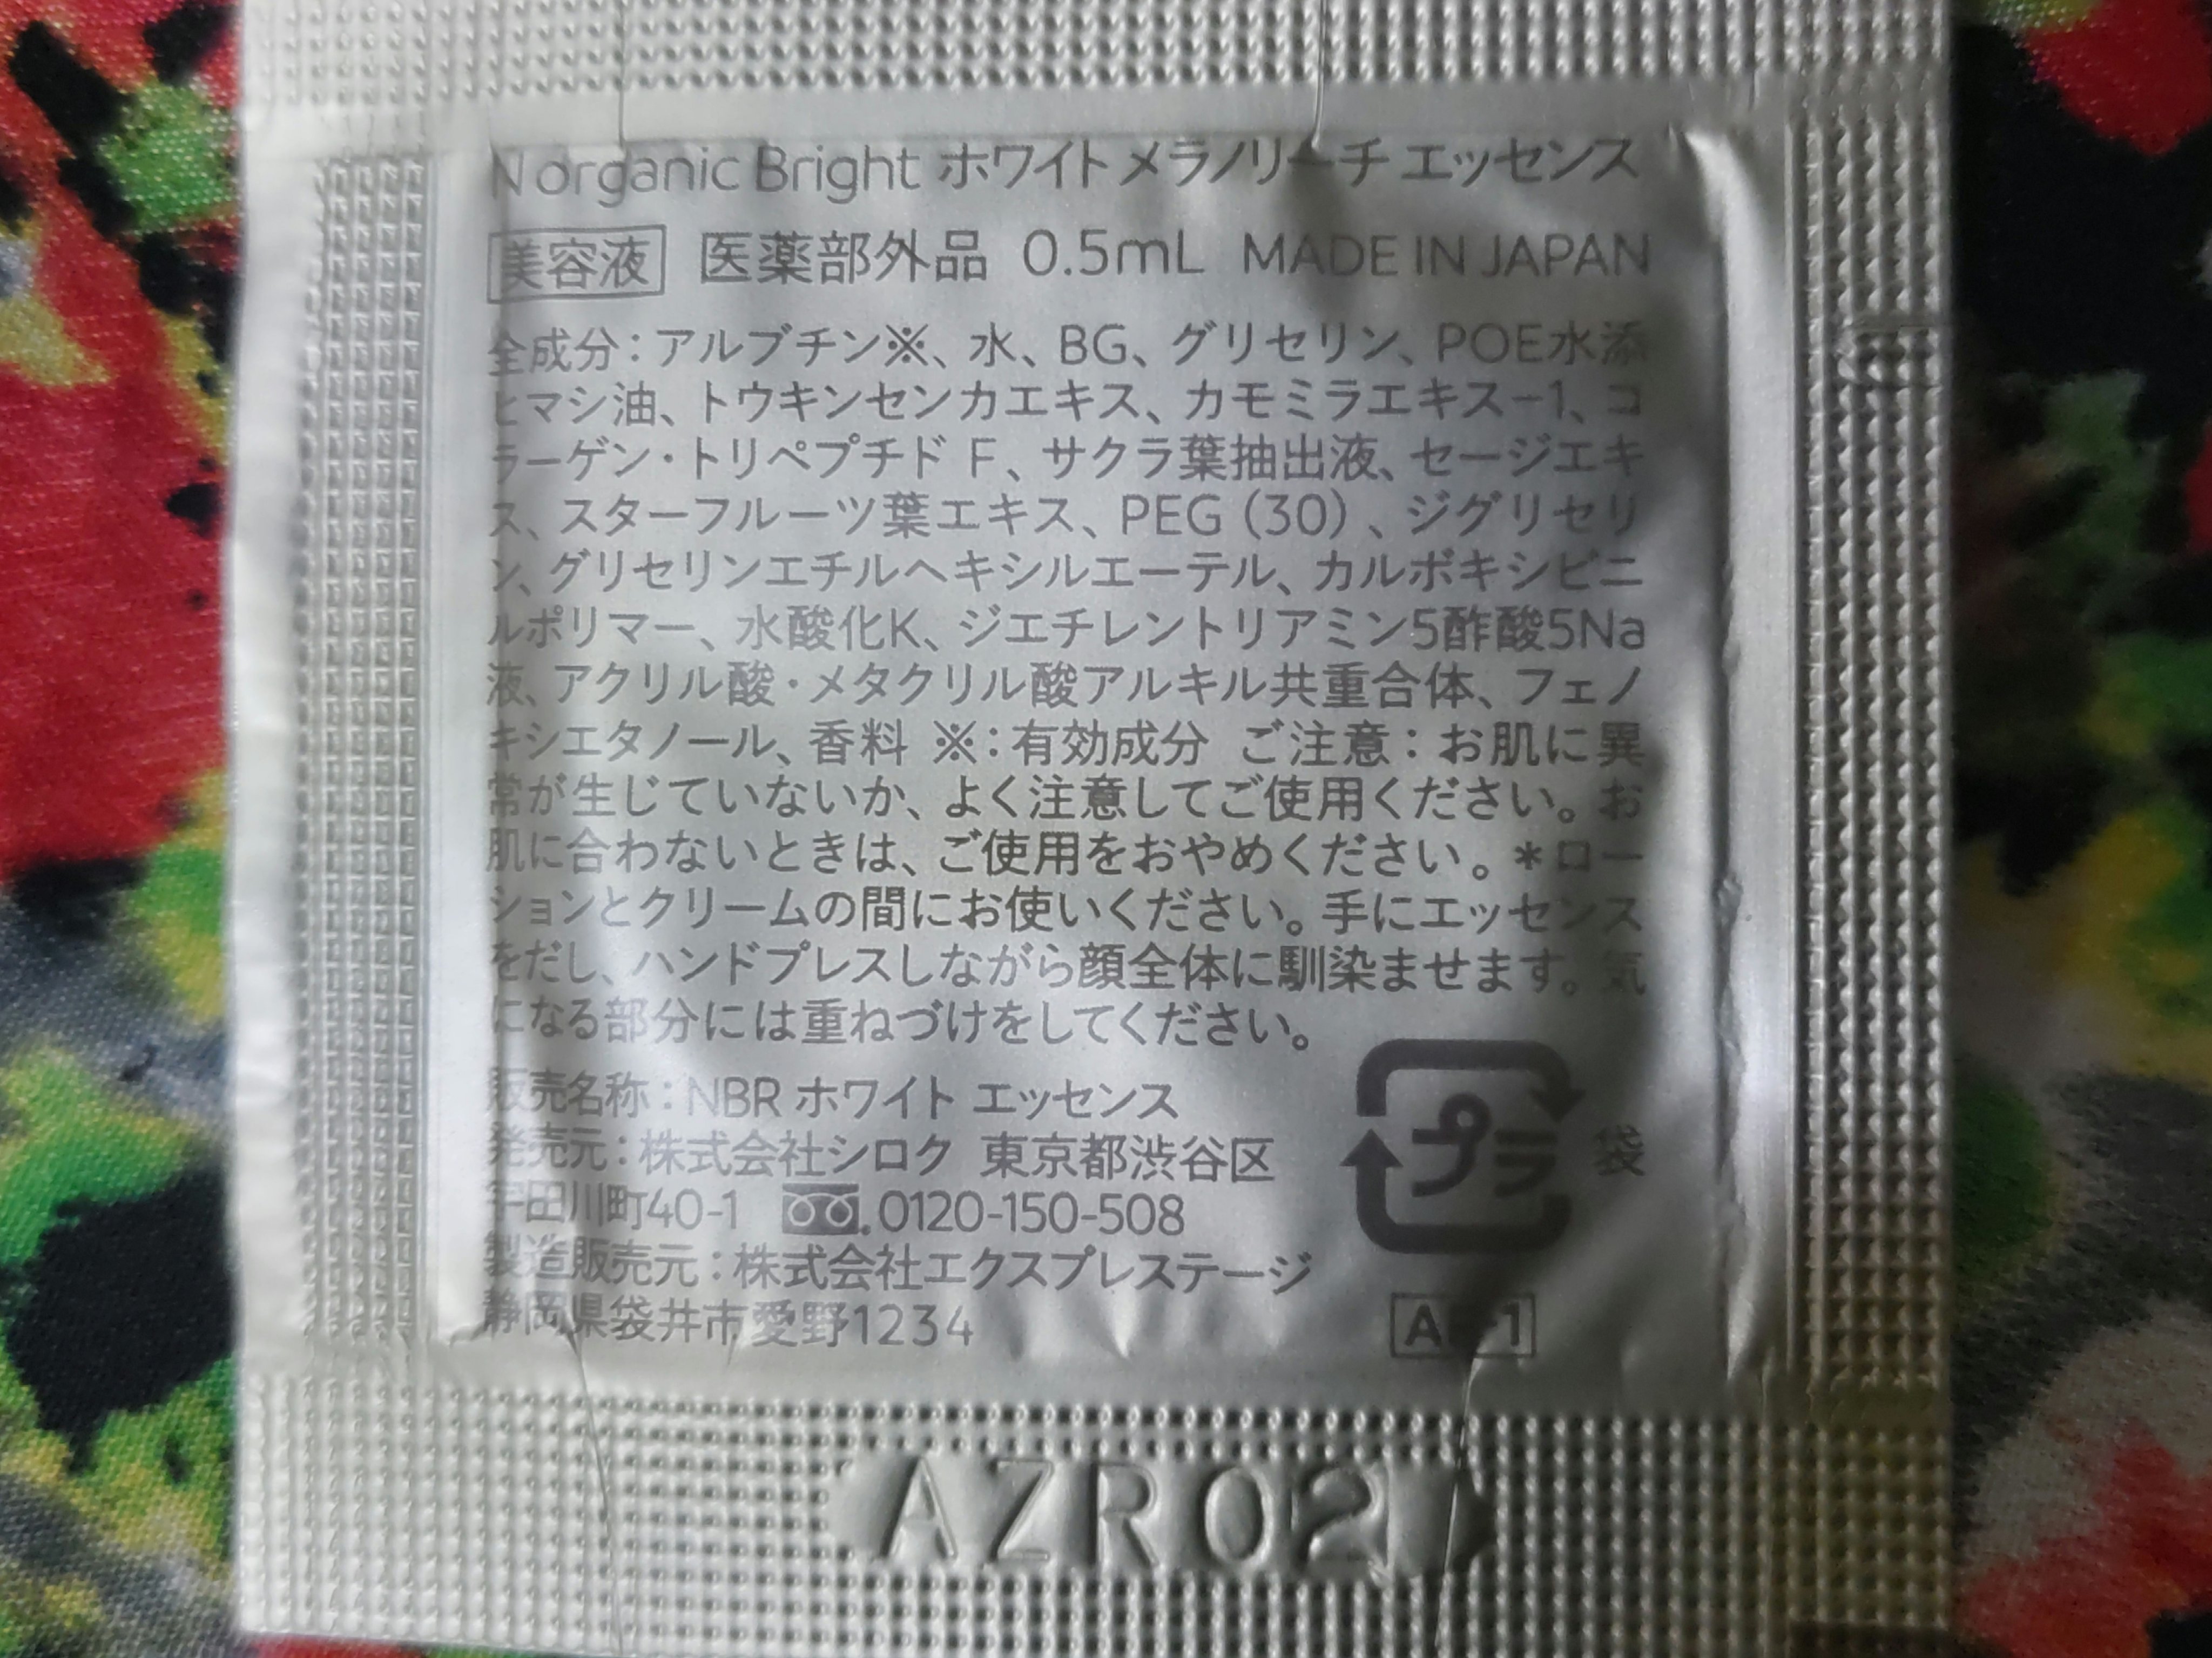 N organic Bright ホワイト メラノリーチ エッセンス
美容液 医薬部外品 0.5mL MADE IN JAPAN
全成分：アルブチン※、水、BG、グリセリン、POE水添
ヒマシ油、トウキンセンカエキス、カモミラエキス-1、コ
ラーゲン・トリペプチド F、サクラ葉抽出液、セージエキ
ス、スターフルーツ葉エキス、PEG（30）、ジグリセリ
ン、グリセリンエチルヘキシルエーテル、カルボキシビニ
ルポリマー、水酸化K、ジエチレントリアミン5酢酸5Na
液、アクリル酸・メタクリル酸アルキル共重合体、フェノ
キシエタノール、香料 ※：有効成分 ご注意：お肌に異
常が生じていないか、よく注意してご使用ください。お
肌に合わないときは、ご使用をおやめください。＊ロー
ションとクリームの間にお使いください。手にエッセンス
をだし、ハンドプレスしながら顔全体に馴染ませます。気
になる部分には重ねづけをしてください。
販売名称：NBR ホワイト エッセンス
発売元：株式会社シロク 東京都渋谷区
宇田川町40-1 0120-150-508
製造販売元：株式会社エクスプレステージ
静岡県袋井市愛野1234
プラ 袋
AZR02